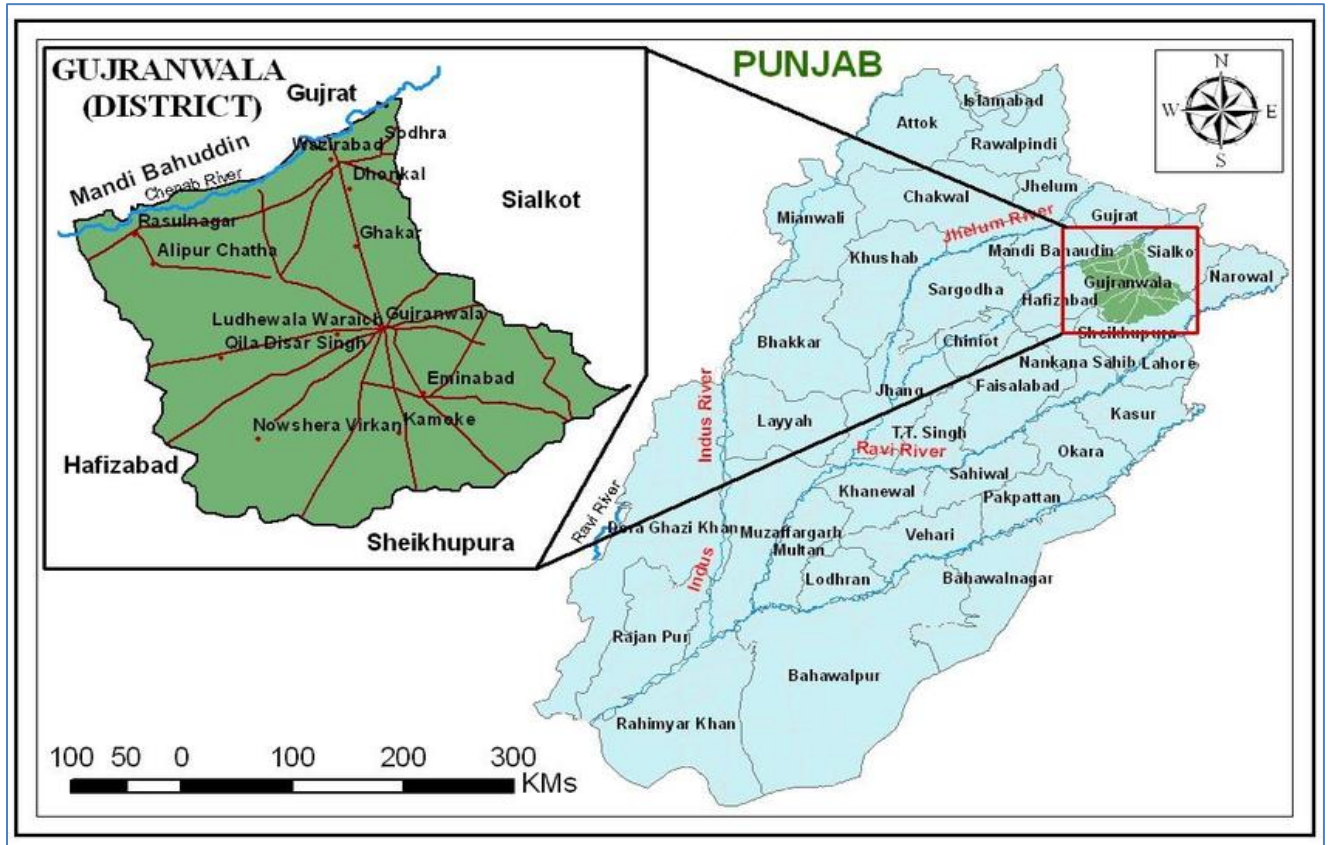 GUJRANWALA
(DISTRICT)
Gujrat
Mandi Bahuddin
Chenab River
Sodhra
Wazirabad
Dhonkal
Sialkot
Rasulnagar
Ghakar
Alipur Chatha
Ludhewala Waraich
Gujranwala
Qila Disar Singh
Eminabad
Nowshera Virkan
Kamoke
Hafizabad
Sheikhupura
Ravi River
PUNJAB
N
W
E
S
Islamabad
Attok
Rawalpindi
Jhelum
Chakwal
Gujrat
Mianwali
Jhelum River
Mandi Bahaudin
Sialkot
Khushab
Narowal
Gujranwala
Sargodha
Hafizabad
Sheikhupura
Bhakkar
Chiniot
Nankana Sahib
Lahore
Jhang
Faisalabad
Kasur
Indus River
Layyah
T.T. Singh
Ravi River
Okara
Sahiwal
Khanewal
Pakpattan
Dera Ghazi Khan
Muzaffargarh
Vehari
Multan
Indus
Lodhran
Bahawalnagar
Rajan Pur
Bahawalpur
Rahimyar Khan
100 50 0 100 200 300
KMs